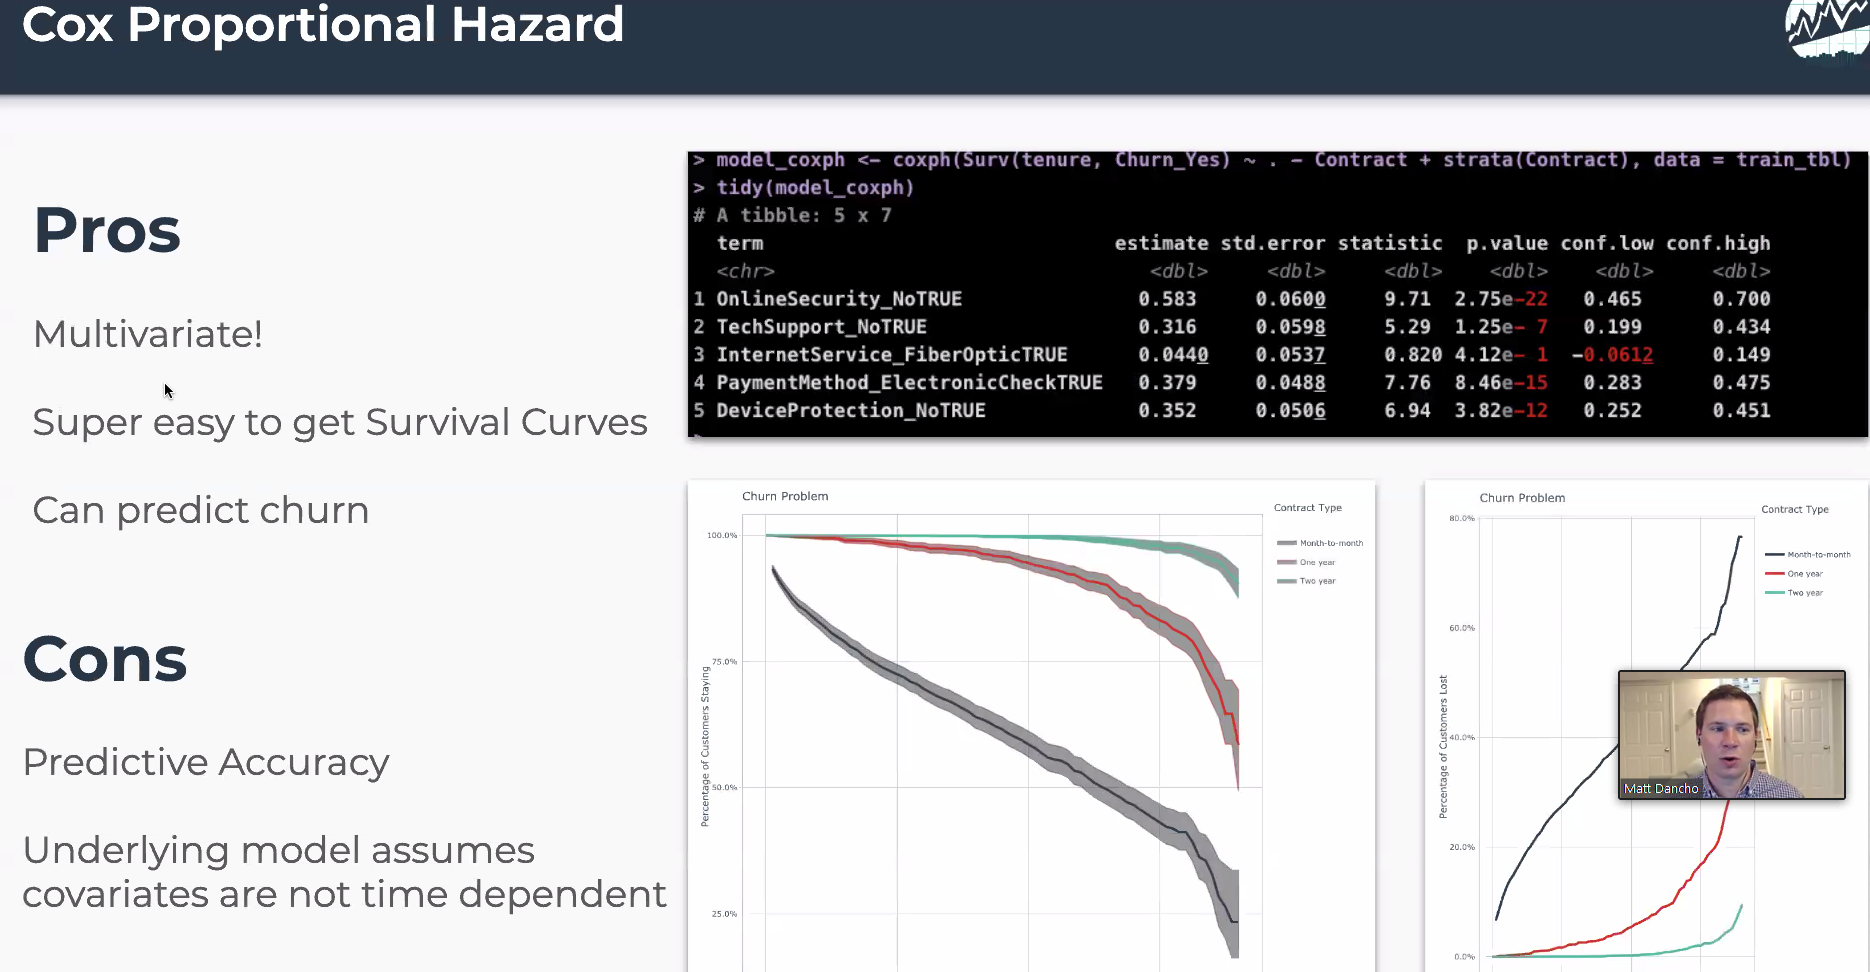 Cox Proportional Hazard
Pros
Multivariate!
Super easy to get Survival Curves
Can predict churn
Cons
Predictive Accuracy
Underlying model assumes
covariates are not time dependent
> model_coxph <- coxph(Surv(tenure, Churn_Yes) ~ . - Contract + strata(Contract), data = train_tbl)
> tidy(model_coxph)
# A tibble: 5 x 7
term estimate std.error statistic p.value conf.low conf.high
<chr> <dbl> <dbl> <dbl> <dbl> <dbl> <dbl>
1 OnlineSecurity_NoTRUE 0.583 0.0600 9.71 2.75e-22 0.465 0.700
2 TechSupport_NoTRUE 0.316 0.0598 5.29 1.25e- 7 0.199 0.434
3 InternetService_FiberOpticTRUE 0.0440 0.0537 0.820 4.12e- 1 -0.0612 0.149
4 PaymentMethod_ElectronicCheckTRUE 0.379 0.0488 7.76 8.46e-15 0.283 0.475
5 DeviceProtection_NoTRUE 0.352 0.0506 6.94 3.82e-12 0.252 0.451
Churn Problem
Contract Type
Month-to-month
One year
Two year
100.0%
75.0%
50.0%
25.0%
Percentage of Customers Staying
Churn Problem
Contract Type
Month-to-month
One year
Two year
80.0%
60.0%
40.0%
20.0%
0.0%
Percentage of Customers Lost
Matt Dancho